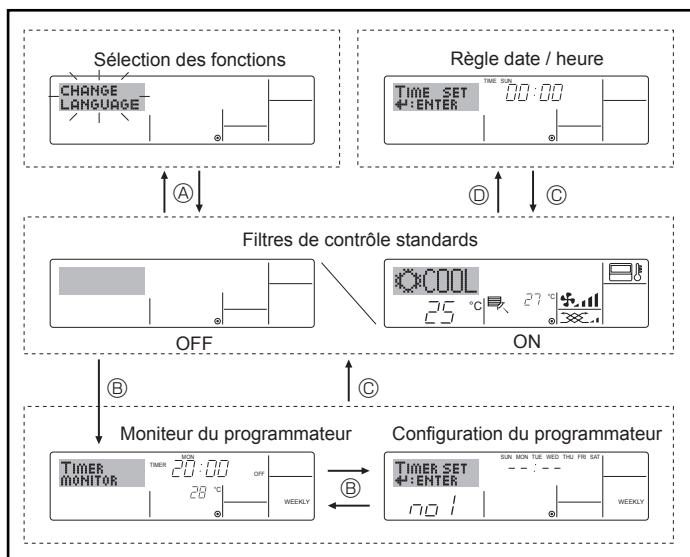 Sélection des fonctions
CHANGE
LANGUAGE
Règle date / heure
TIME SUN
TIME SET 00:00
↵:ENTER
Ⓐ
Ⓓ
Ⓒ
Filtres de contrôle standards
COOL
25 °C
27 °C
OFF
ON
Ⓑ
Ⓒ
Moniteur du programmateur
MON
TIMER 20:00 OFF
TIMER
MONITOR
28 °C
WEEKLY
Ⓑ
Configuration du programmateur
SUN MON TUE WED THU FRI SAT
TIMER SET --:--
↵:ENTER
no 1
WEEKLY